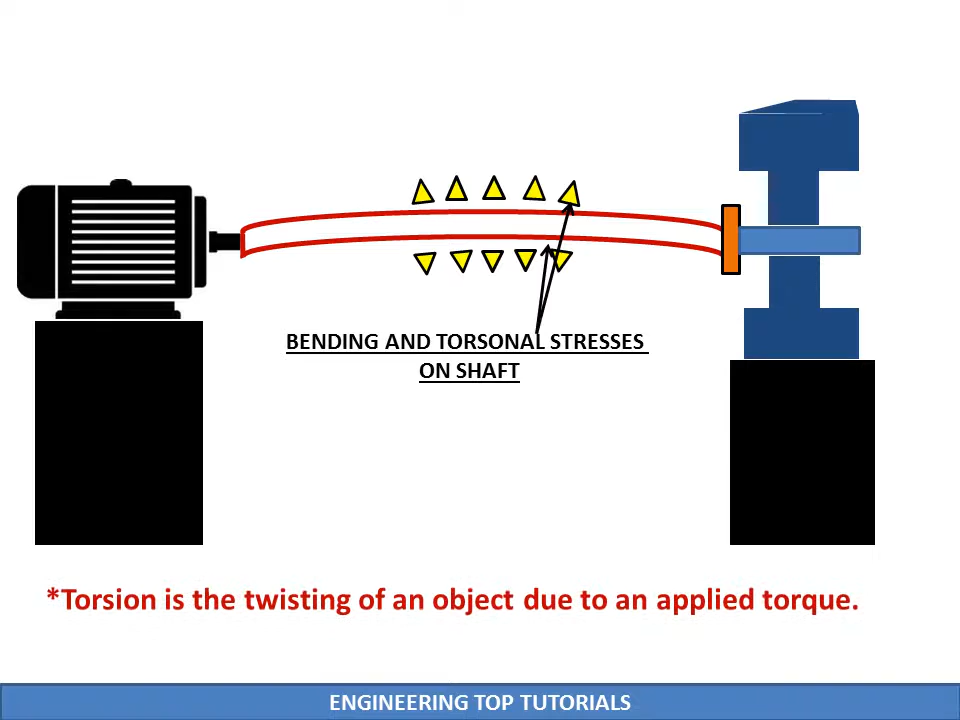 BENDING AND TORSONAL STRESSES
ON SHAFT
*Torsion is the twisting of an object due to an applied torque.
ENGINEERING TOP TUTORIALS